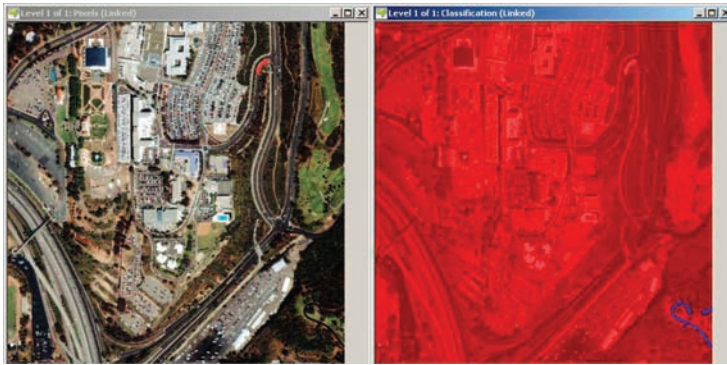 Level 1 of 1: Pixels (Linked)
Level 1 of 1: Classification (Linked)